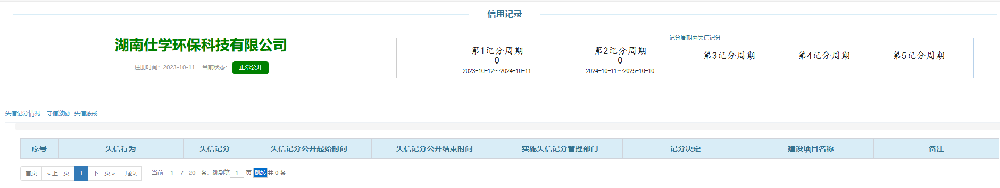 信用记录
湖南仕学环保科技有限公司
注册时间：2023-10-11 当前状态： 正常公开
记分周期内失信记分
第1记分周期
0
2023-10-12～2024-10-11
第2记分周期
0
2024-10-11～2025-10-10
第3记分周期
-
第4记分周期
-
第5记分周期
-
失信记分情况 守信激励 失信惩戒
序号 失信行为 失信记分 失信记分公开起始时间 失信记分公开结束时间 实施失信记分管理部门 记分决定 建设项目名称 备注
首页 « 上一页 1 下一页 » 尾页 当前 1 / 20 条，跳到第 1 页 跳转 共 0 条